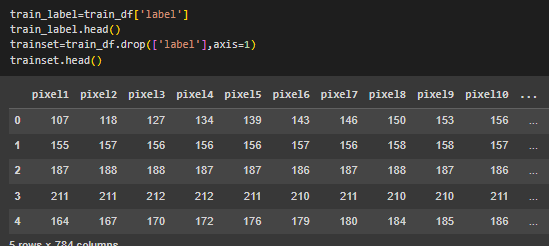 train_label=train_df['label']
train_label.head()
trainset=train_df.drop(['label'],axis=1)
trainset.head()
pixel1 pixel2 pixel3 pixel4 pixel5 pixel6 pixel7 pixel8 pixel9 pixel10 ...
0 107 118 127 134 139 143 146 150 153 156 ...
1 155 157 156 156 156 157 156 158 158 157 ...
2 187 188 188 187 187 186 187 188 187 186 ...
3 211 211 212 212 211 210 211 210 210 211 ...
4 164 167 170 172 176 179 180 184 185 186 ...
5 rows × 784 columns